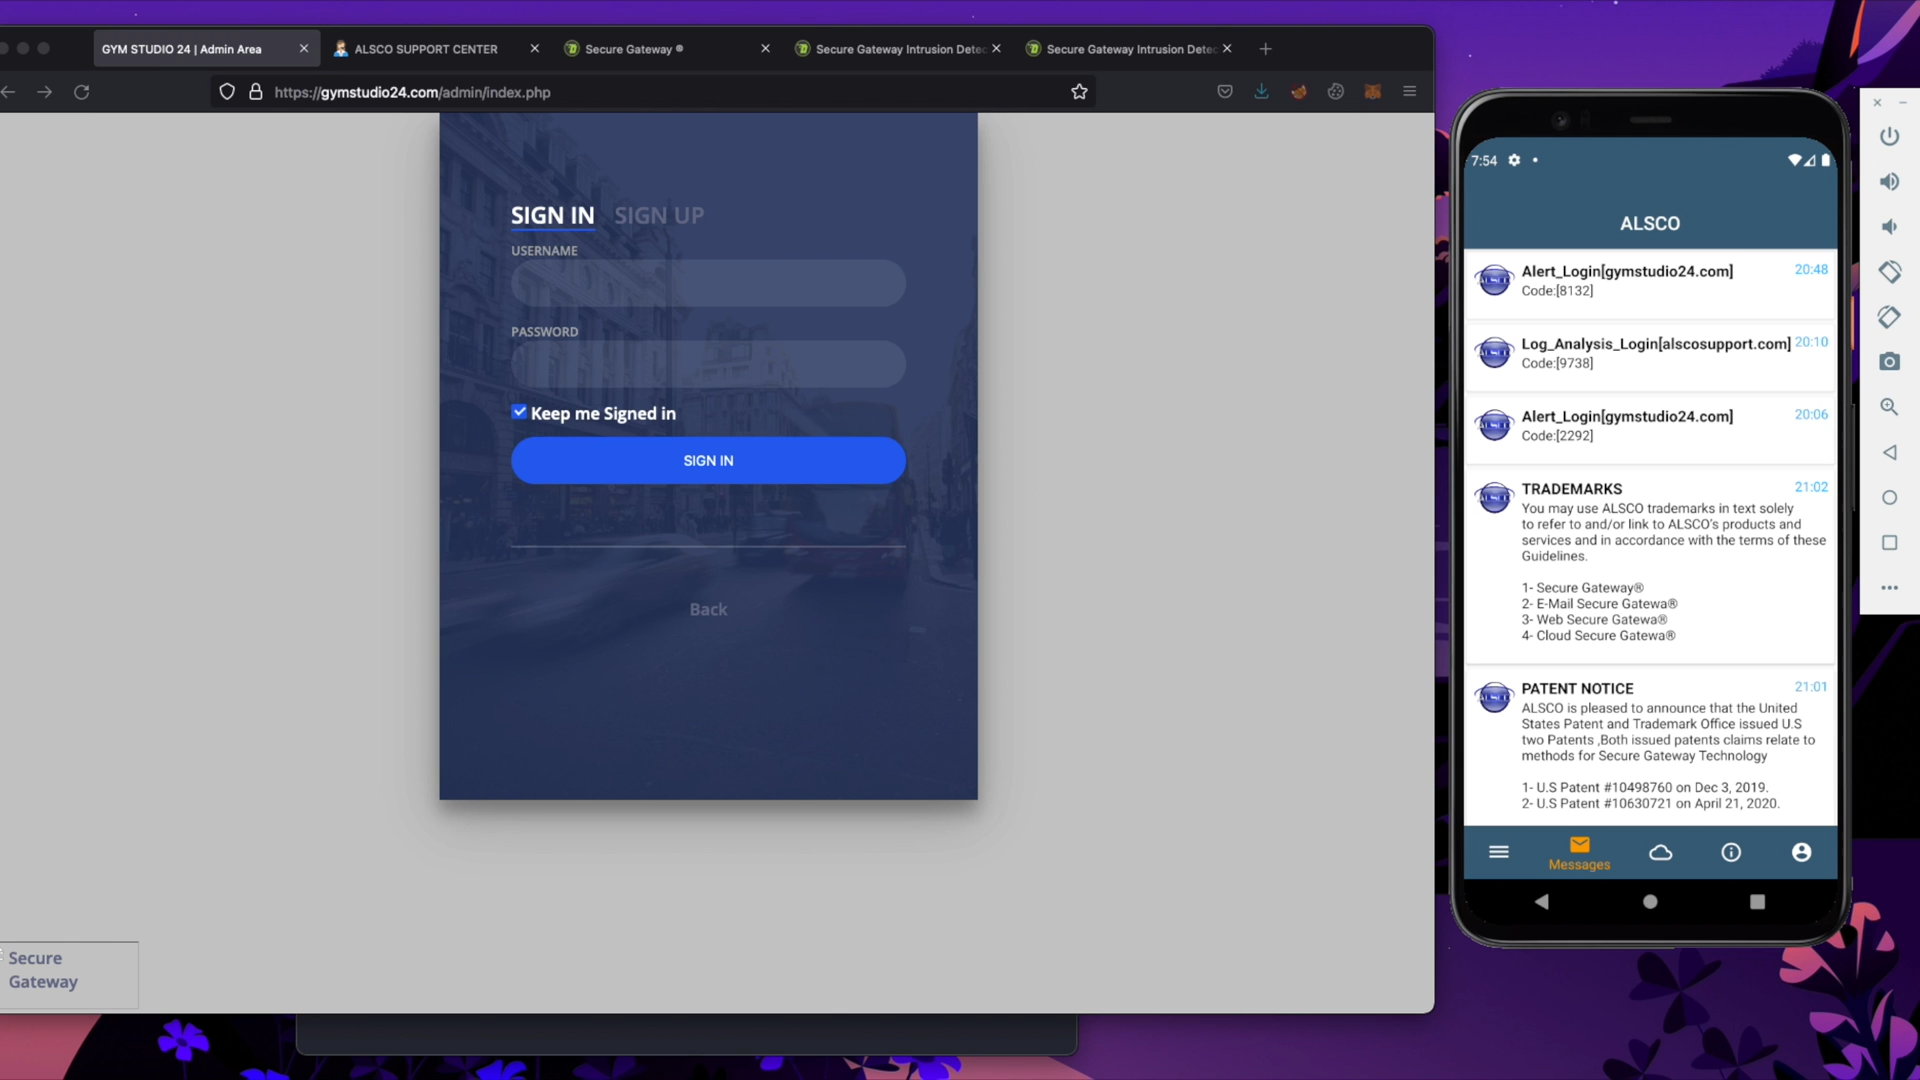 GYM STUDIO 24 | Admin Area
ALSCO SUPPORT CENTER
Secure Gateway ®
Secure Gateway Intrusion Detec
Secure Gateway Intrusion Detec
https://gymstudio24.com/admin/index.php
SIGN IN SIGN UP
USERNAME
PASSWORD
Keep me Signed in
SIGN IN
Back
Secure
Gateway
7:54
ALSCO
Alert_Login[gymstudio24.com] 20:48
Code:[8132]
Log_Analysis_Login[alscosupport.com] 20:10
Code:[9738]
Alert_Login[gymstudio24.com] 20:06
Code:[2292]
TRADEMARKS 21:02
You may use ALSCO trademarks in text solely
to refer to and/or link to ALSCO's products and
services and in accordance with the terms of these
Guidelines.
1- Secure Gateway®
2- E-Mail Secure Gatewa®
3- Web Secure Gatewa®
4- Cloud Secure Gatewa®
PATENT NOTICE 21:01
ALSCO is pleased to announce that the United
States Patent and Trademark Office issued U.S
two Patents ,Both issued patents claims relate to
methods for Secure Gateway Technology
1- U.S Patent #10498760 on Dec 3, 2019.
2- U.S Patent #10630721 on April 21, 2020.
Messages